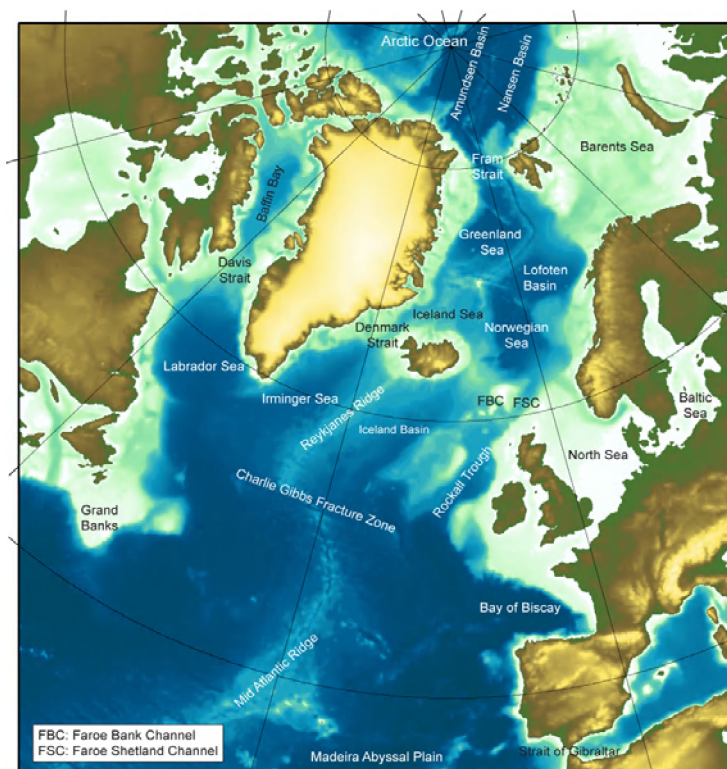 Arctic Ocean
Amundsen Basin
Nansen Basin
Barents Sea
Fram
Strait
Baffin Bay
Greenland
Sea
Davis
Strait
Lofoten
Basin
Iceland Sea
Denmark
Strait
Norwegian
Sea
Labrador Sea
Irminger Sea
Reykjanes Ridge
FBC
FSC
Baltic
Sea
Iceland Basin
North Sea
Rockall Trough
Charlie Gibbs Fracture Zone
Grand
Banks
Bay of Biscay
Mid Atlantic Ridge
FBC: Faroe Bank Channel
FSC: Faroe Shetland Channel
Madeira Abyssal Plain
Strait of Gibraltar